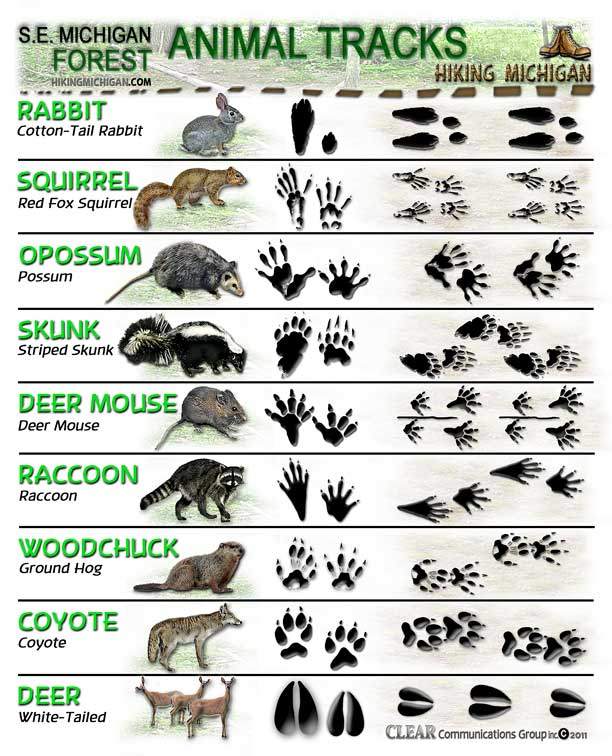 S.E. MICHIGAN
FOREST
HIKINGMICHIGAN.COM
ANIMAL TRACKS
HIKING MICHIGAN
RABBIT
Cotton-Tail Rabbit
SQUIRREL
Red Fox Squirrel
OPOSSUM
Possum
SKUNK
Striped Skunk
DEER MOUSE
Deer Mouse
RACCOON
Raccoon
WOODCHUCK
Ground Hog
COYOTE
Coyote
DEER
White-Tailed
CLEAR Communications Group inc.© 2011